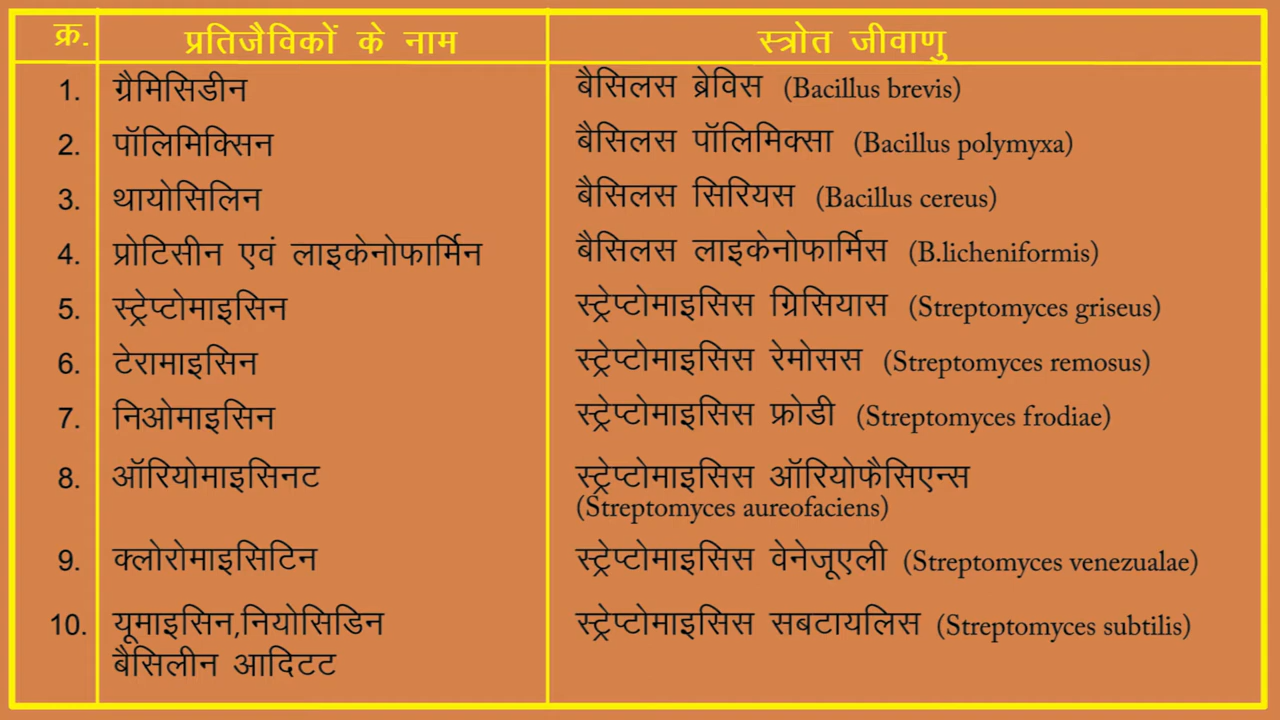 क्र. प्रतिजैविकों के नाम स्त्रोत जीवाणु
1. ग्रैमिसिडीन बैसिलस ब्रेविस (Bacillus brevis)
2. पॉलिमिक्सिन बैसिलस पॉलिमिक्सा (Bacillus polymyxa)
3. थायोसिलिन बैसिलस सिरियस (Bacillus cereus)
4. प्रोटिसीन एवं लाइकेनोफार्मिन बैसिलस लाइकेनोफार्मिस (B.licheniformis)
5. स्ट्रेप्टोमाइसिन स्ट्रेप्टोमाइसिस ग्रिसियास (Streptomyces griseus)
6. टेरामाइसिन स्ट्रेप्टोमाइसिस रेमोसस (Streptomyces remosus)
7. निओमाइसिन स्ट्रेप्टोमाइसिस फ्रोडी (Streptomyces frodiae)
8. ऑरियोमाइसिनट स्ट्रेप्टोमाइसिस ऑरियोफैसिएन्स
(Streptomyces aureofaciens)
9. क्लोरोमाइसिटिन स्ट्रेप्टोमाइसिस वेनेजूएली (Streptomyces venezualae)
10. यूमाइसिन,नियोसिडिन स्ट्रेप्टोमाइसिस सबटायलिस (Streptomyces subtilis)
बैसिलीन आदिटट